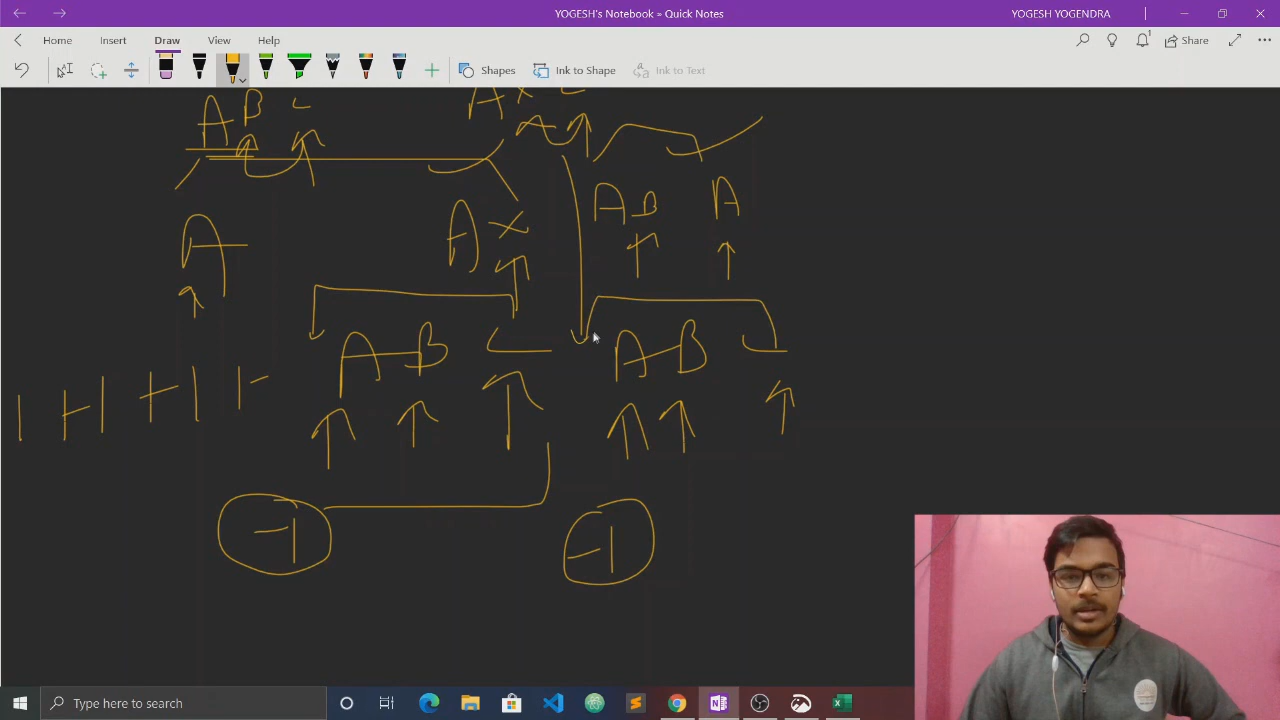 YOGESH's Notebook » Quick Notes
YOGESH YOGENDRA
Home Insert Draw View Help
Share
Shapes Ink to Shape Ink to Text
A B C
A X C
A B A
A A X
A B C A B C
-1 -1
Type here to search